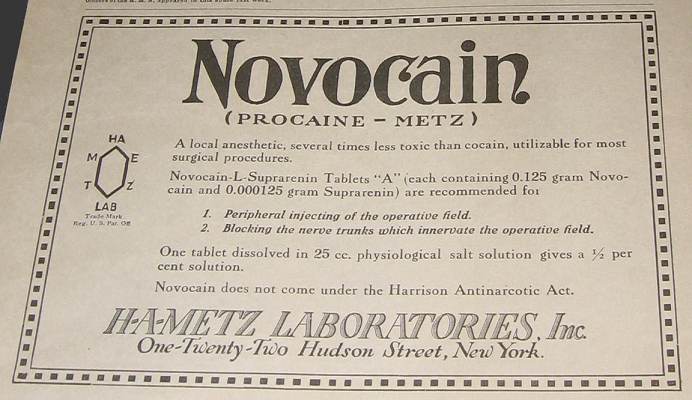 Novocain
(PROCAINE – METZ)
A local anesthetic, several times less toxic than cocain, utilizable for most
surgical procedures.
Novocain-L-Suprarenin Tablets "A" (each containing 0.125 gram Novo-
cain and 0.000125 gram Suprarenin) are recommended for
1. Peripheral injecting of the operative field.
2. Blocking the nerve trunks which innervate the operative field.
HA
M E
T Z
LAB
Trade Mark
Reg. U. S. Pat. Off
One tablet dissolved in 25 cc. physiological salt solution gives a ½ per
cent solution.
Novocain does not come under the Harrison Antinarcotic Act.
H-A-METZ LABORATORIES, Inc.
One-Twenty-Two Hudson Street, New York.